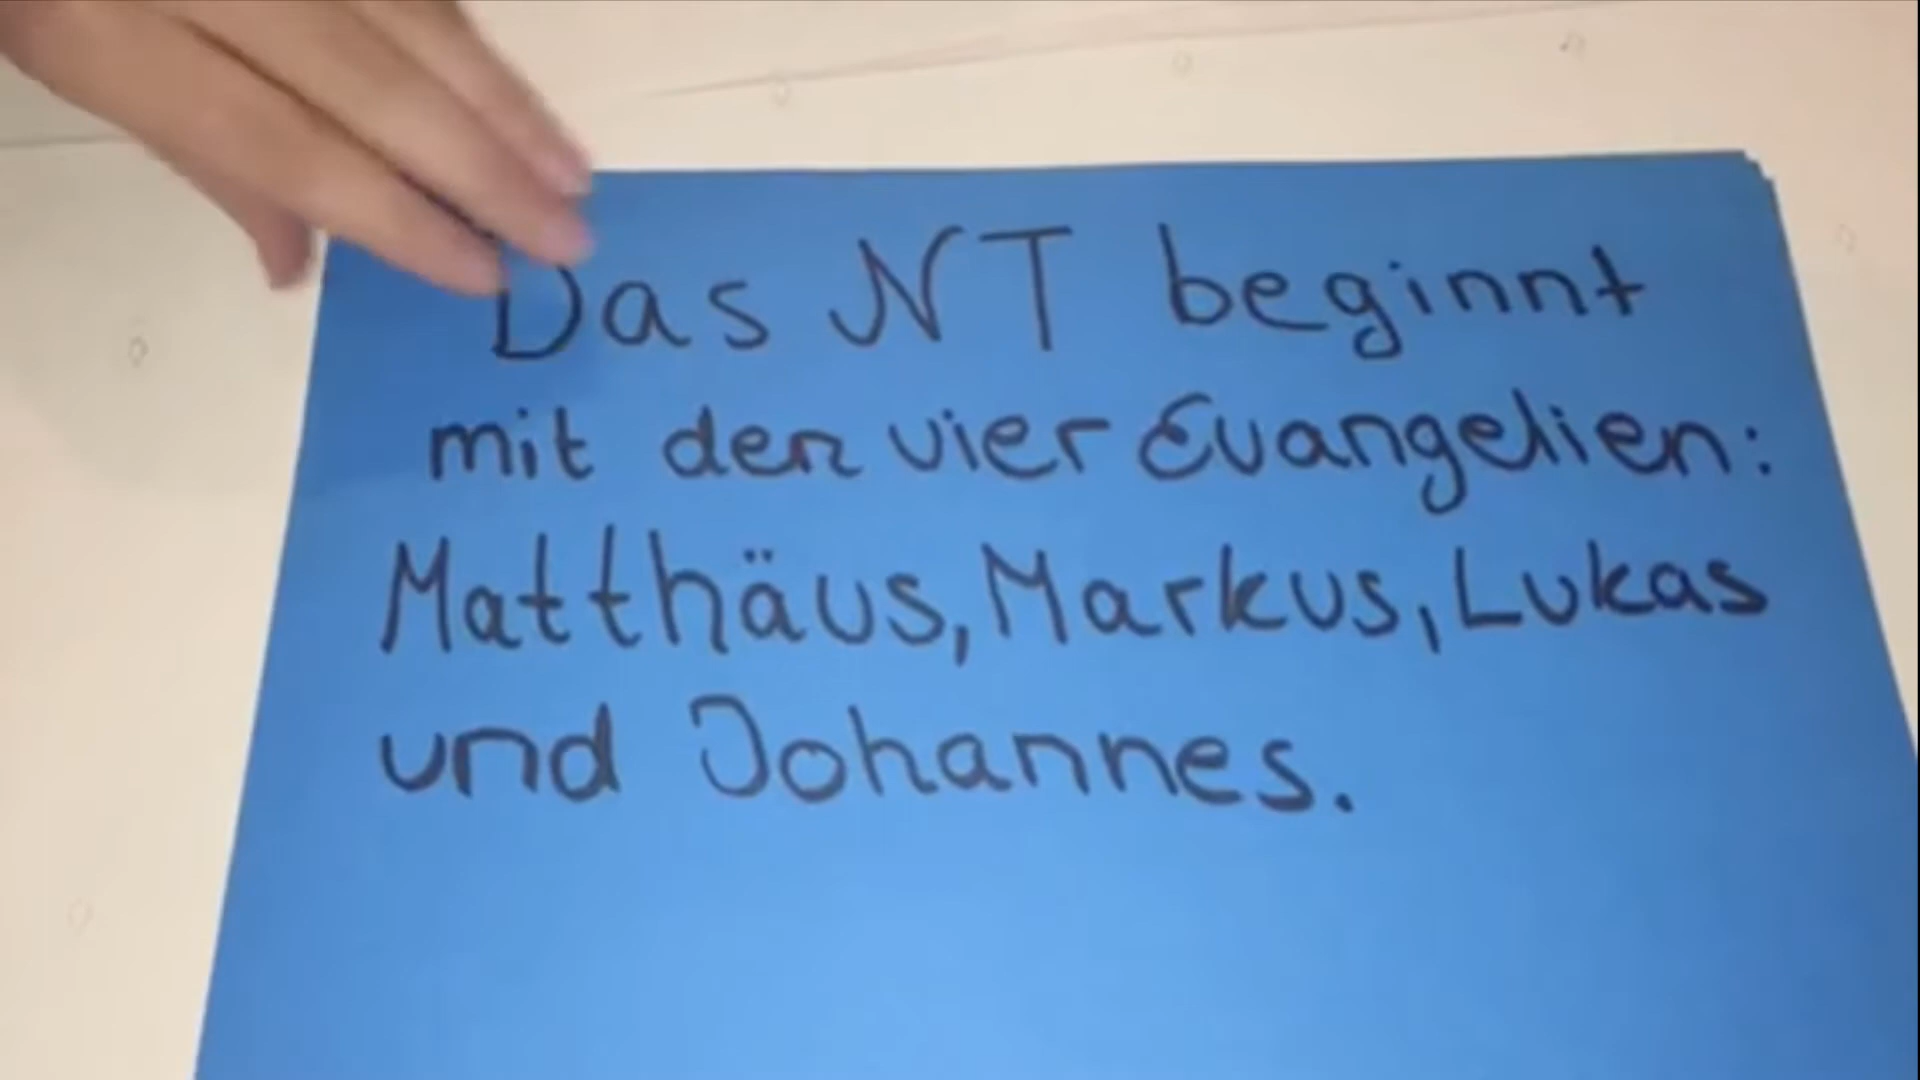 Das NT beginnt
mit den vier Evangelien:
Matthäus, Markus, Lukas
und Johannes.